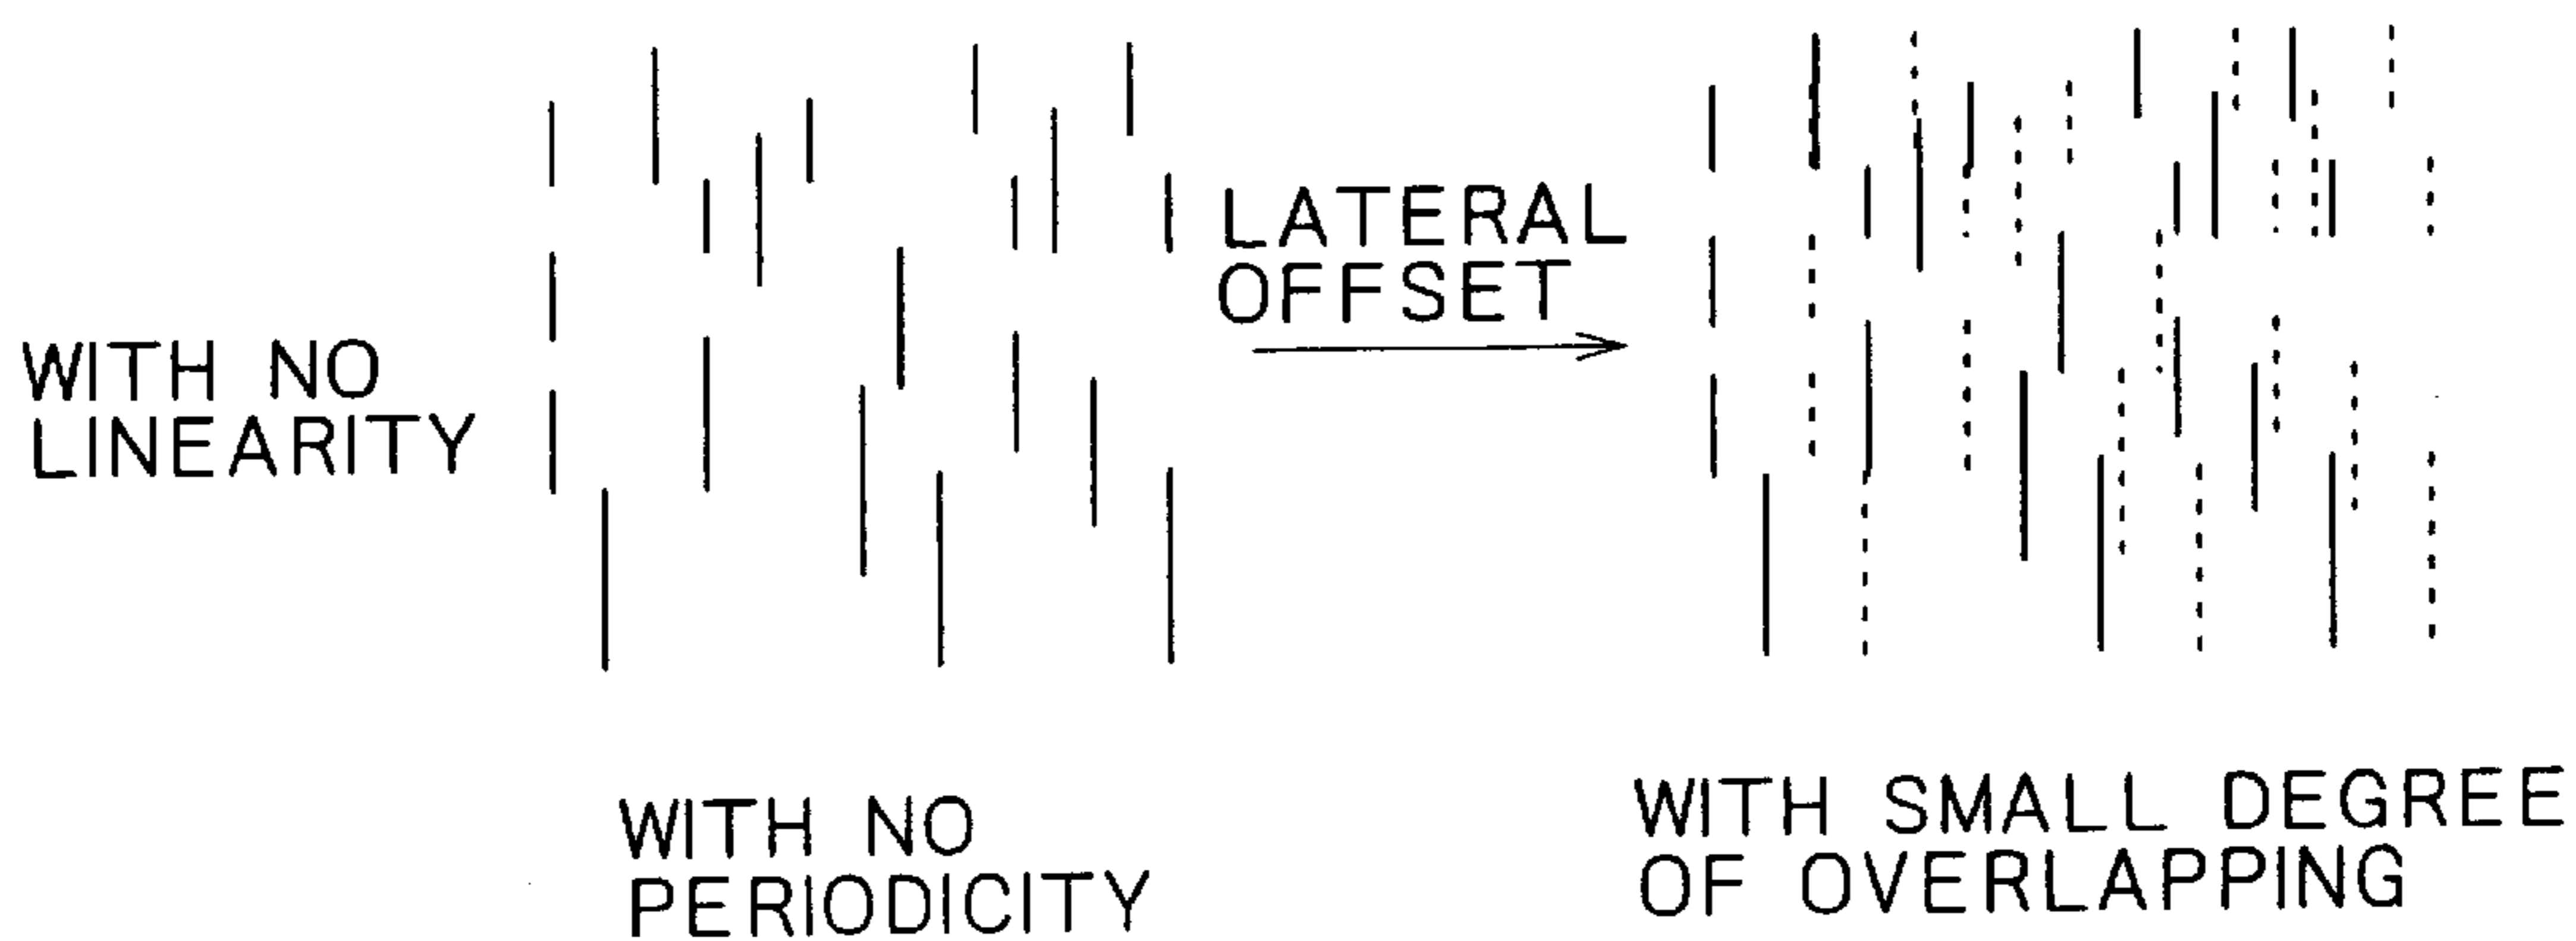 WITH NO
LINEARITY
LATERAL
OFFSET
WITH NO
PERIODICITY
WITH SMALL DEGREE
OF OVERLAPPING